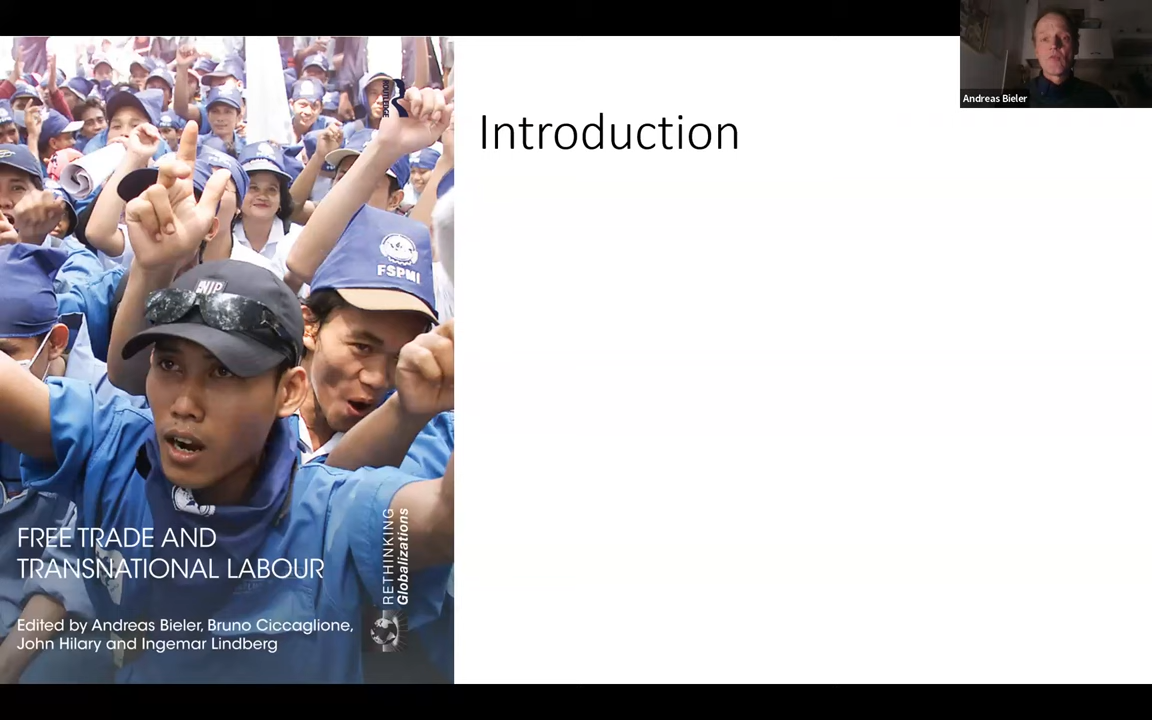 Andreas Bieler
Introduction
FSPMI
FREE TRADE AND
TRANSNATIONAL LABOUR
RETHINKING
Globalizations
Edited by Andreas Bieler, Bruno Ciccaglione,
John Hilary and Ingemar Lindberg